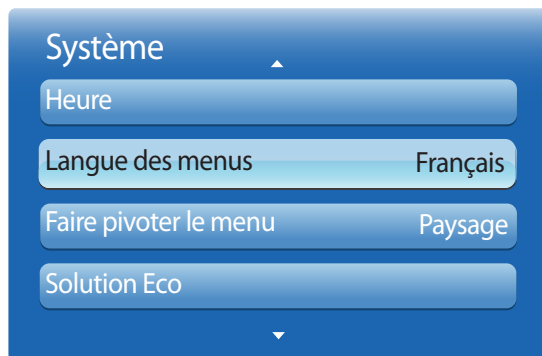 Système
Heure
Langue des menus Français
Faire pivoter le menu Paysage
Solution Eco